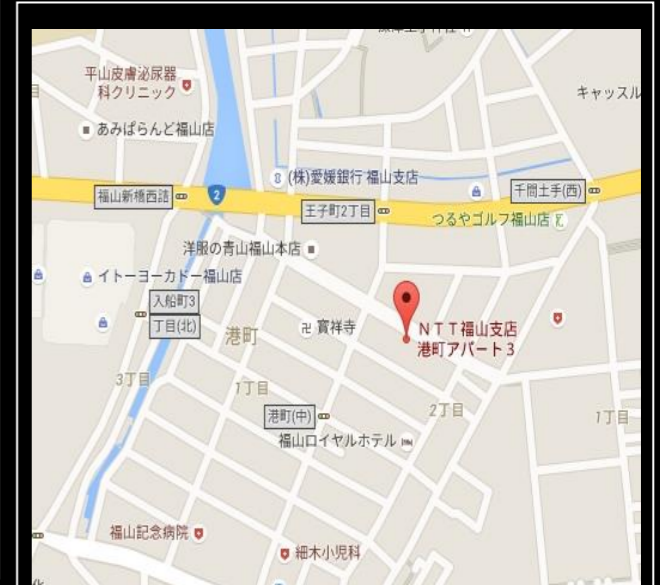 平山皮膚泌尿器
科クリニック
キャッスル
あみぱらんど福山店
(株)愛媛銀行 福山支店
福山新橋西詰
2
王子町2丁目
千間土手(西)
つるやゴルフ福山店
洋服の青山福山本店
イトーヨーカドー福山店
入船町3
丁目(北)
港町
寳祥寺
NTT福山支店
港町アパート3
3丁目
1丁目
2丁目
1丁目
港町(中)
福山ロイヤルホテル
福山記念病院
細木小児科